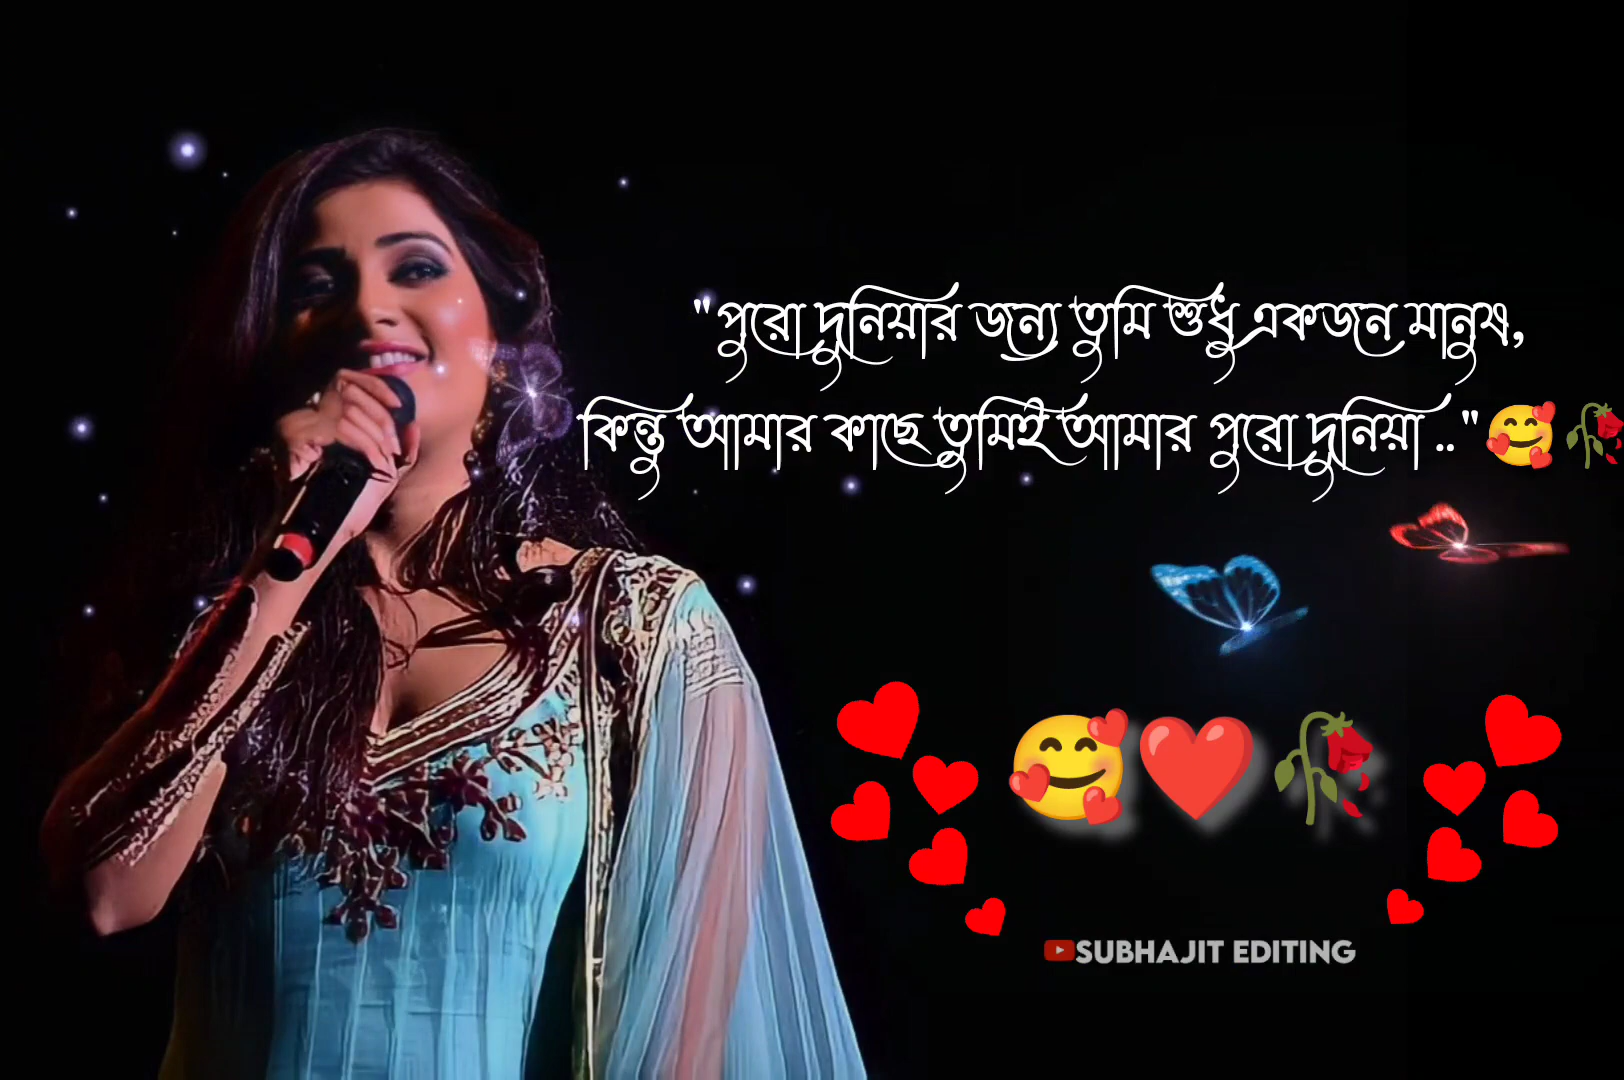 "পুরো দুনিয়ার জন্য তুমি শুধু একজন মানুষ,
কিন্তু আমার কাছে তুমিই আমার পুরো দুনিয়া .."🥰🥀
🥰❤️🥀
SUBHAJIT EDITING